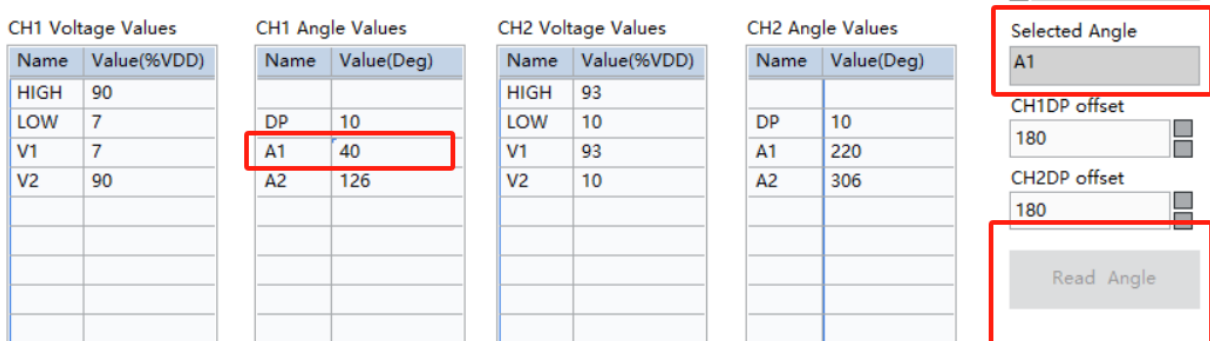 CH1 Voltage Values
Name Value(%VDD)
HIGH 90
LOW 7
V1 7
V2 90
CH1 Angle Values
Name Value(Deg)
DP 10
A1 40
A2 126
CH2 Voltage Values
Name Value(%VDD)
HIGH 93
LOW 10
V1 93
V2 10
CH2 Angle Values
Name Value(Deg)
DP 10
A1 220
A2 306
Selected Angle
A1
CH1DP offset
180
CH2DP offset
180
Read Angle